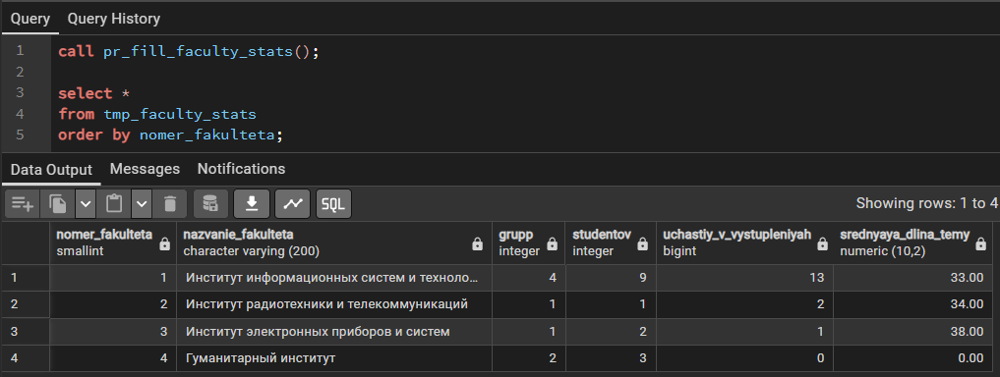 Query Query History
1 call pr_fill_faculty_stats();
2
3 select *
4 from tmp_faculty_stats
5 order by nomer_fakulteta;
Data Output Messages Notifications
SQL Showing rows: 1 to 4
nomer_fakulteta nazvanie_fakulteta grupp studentov uchastiy_v_vystupleniyah srednyaya_dlina_temy
smallint character varying (200) integer integer bigint numeric (10,2)
1 1 Институт информационных систем и техноло... 4 9 13 33.00
2 2 Институт радиотехники и телекоммуникаций 1 1 2 34.00
3 3 Институт электронных приборов и систем 1 2 1 38.00
4 4 Гуманитарный институт 2 3 0 0.00